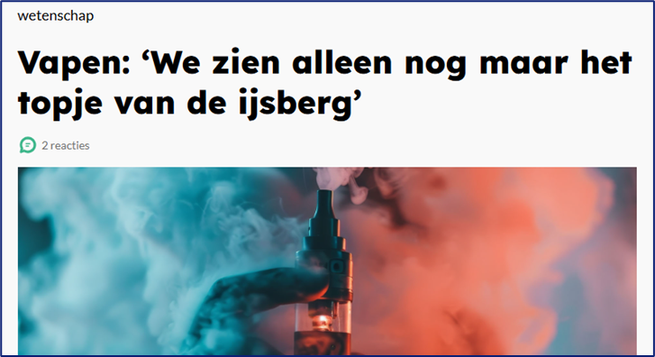 wetenschap
Vapen: ‘We zien alleen nog maar het
topje van de ijsberg’
2 reacties